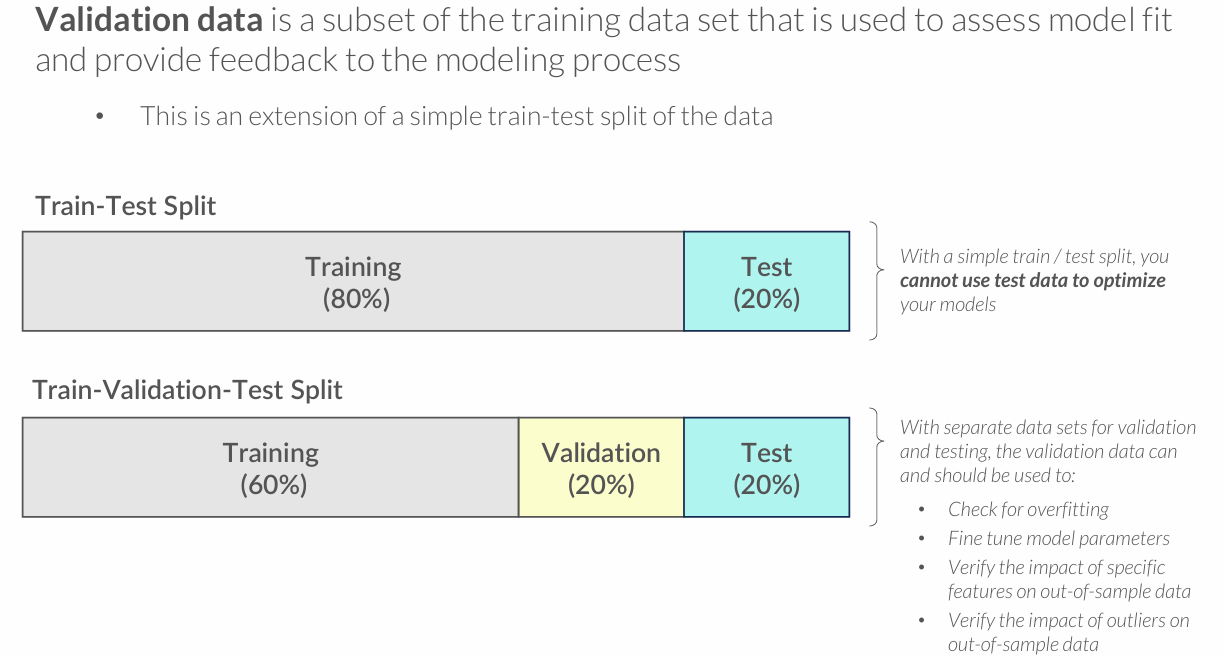 Validation data is a subset of the training data set that is used to assess model fit
and provide feedback to the modeling process
• This is an extension of a simple train-test split of the data
Train-Test Split
Training
(80%)
Test
(20%)
With a simple train / test split, you
cannot use test data to optimize
your models
Train-Validation-Test Split
Training
(60%)
Validation
(20%)
Test
(20%)
With separate data sets for validation
and testing, the validation data can
and should be used to:
• Check for overfitting
• Fine tune model parameters
• Verify the impact of specific
features on out-of-sample data
• Verify the impact of outliers on
out-of-sample data